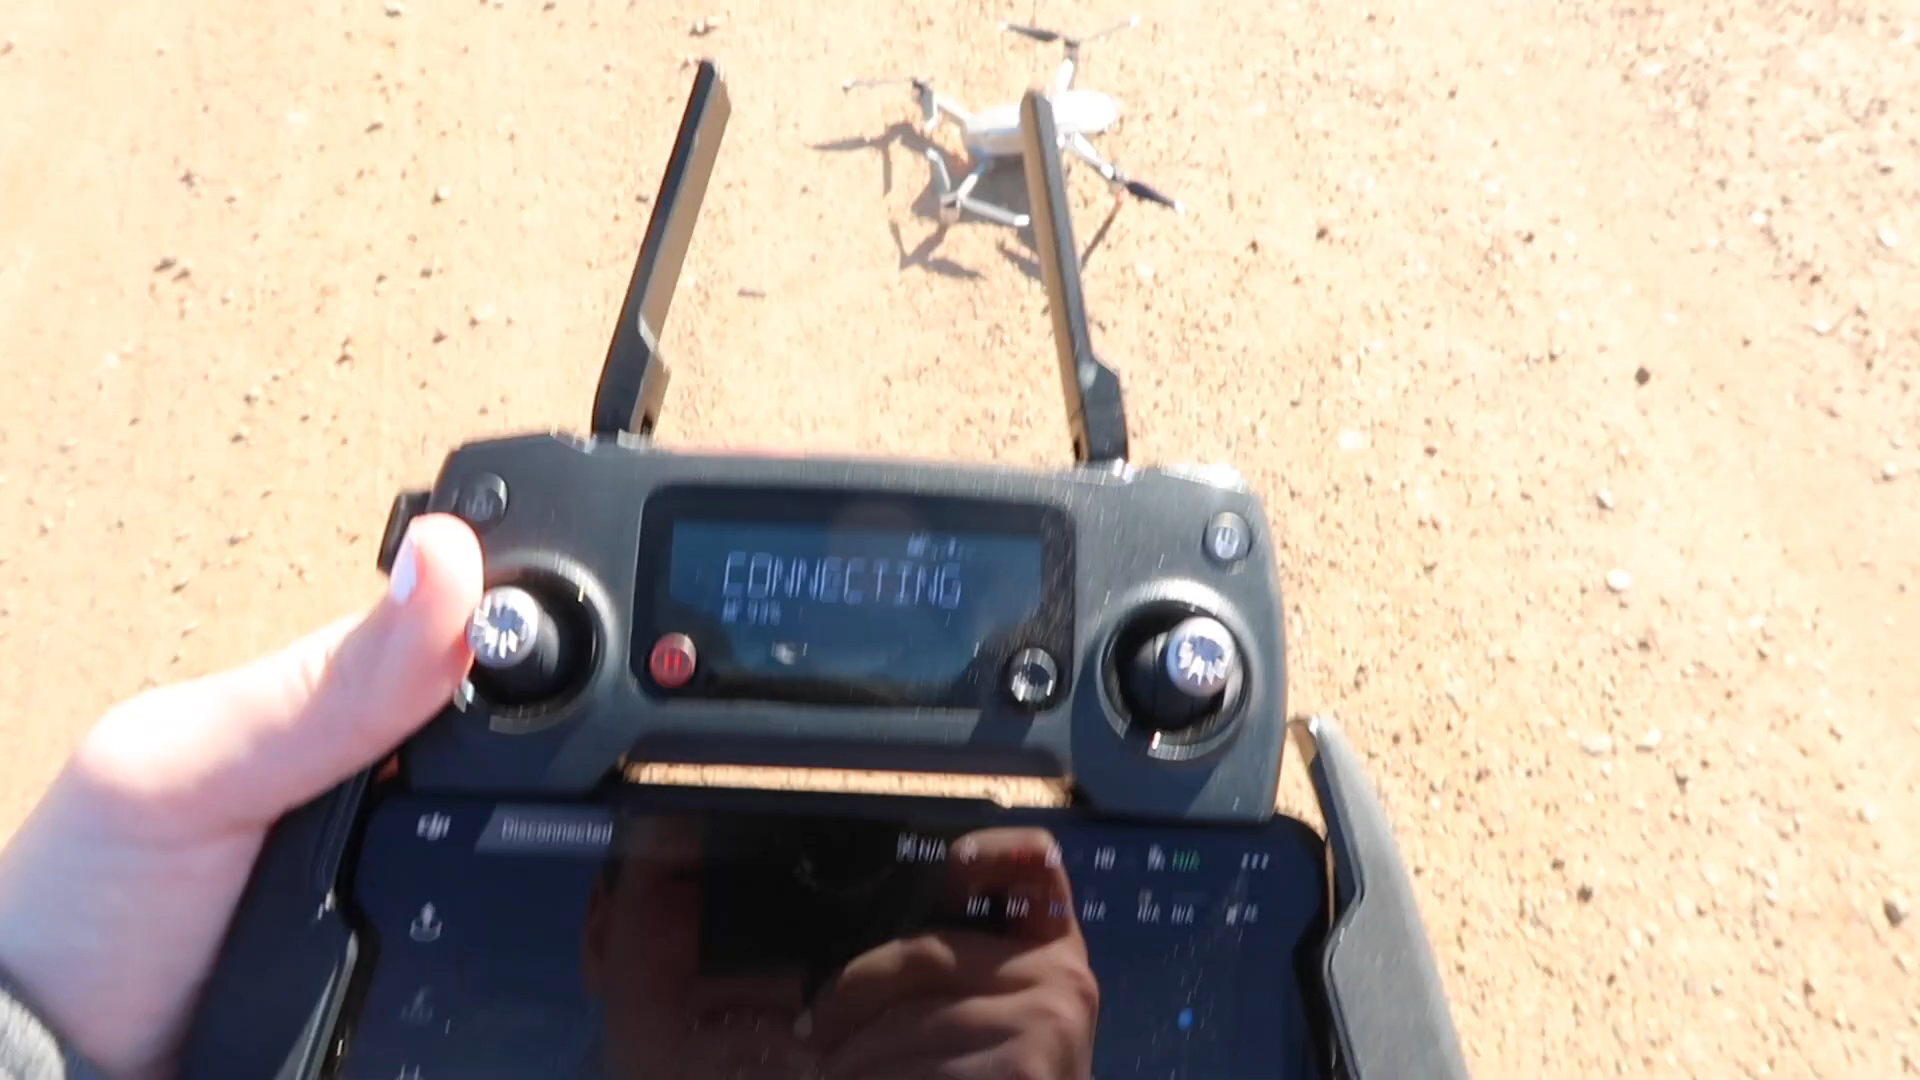 CONNECTING
dji
Disconnected
N/A
HD
N/A
N/A N/A N/A N/A N/A N/A